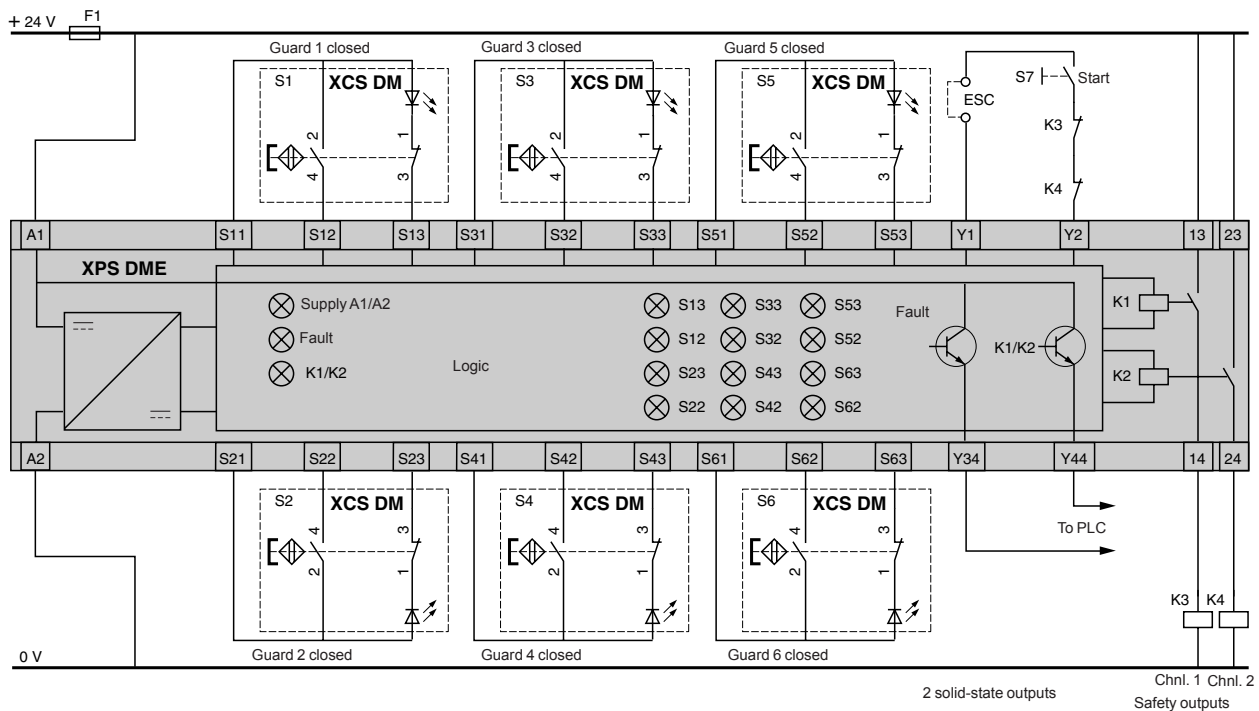 + 24 V
F1
Guard 1 closed
Guard 3 closed
Guard 5 closed
S1 XCS DM
S3 XCS DM
S5 XCS DM
S7 Start
ESC
2 1 2 1 2 1
K3
4 3 4 3 4 3
K4
A1 S11 S12 S13 S31 S32 S33 S51 S52 S53 Y1 Y2 13 23
XPS DME
Supply A1/A2
S13 S33 S53
Fault
K1
Fault
S12 S32 S52
K1/K2
K1/K2
Logic
S23 S43 S63
K2
S22 S42 S62
A2 S21 S22 S23 S41 S42 S43 S61 S62 S63 Y34 Y44 14 24
S2 XCS DM
S4 XCS DM
S6 XCS DM
4 3 4 3 4 3
To PLC
2 1 2 1 2 1
K3 K4
0 V
Guard 2 closed
Guard 4 closed
Guard 6 closed
Chnl. 1 Chnl. 2
2 solid-state outputs
Safety outputs